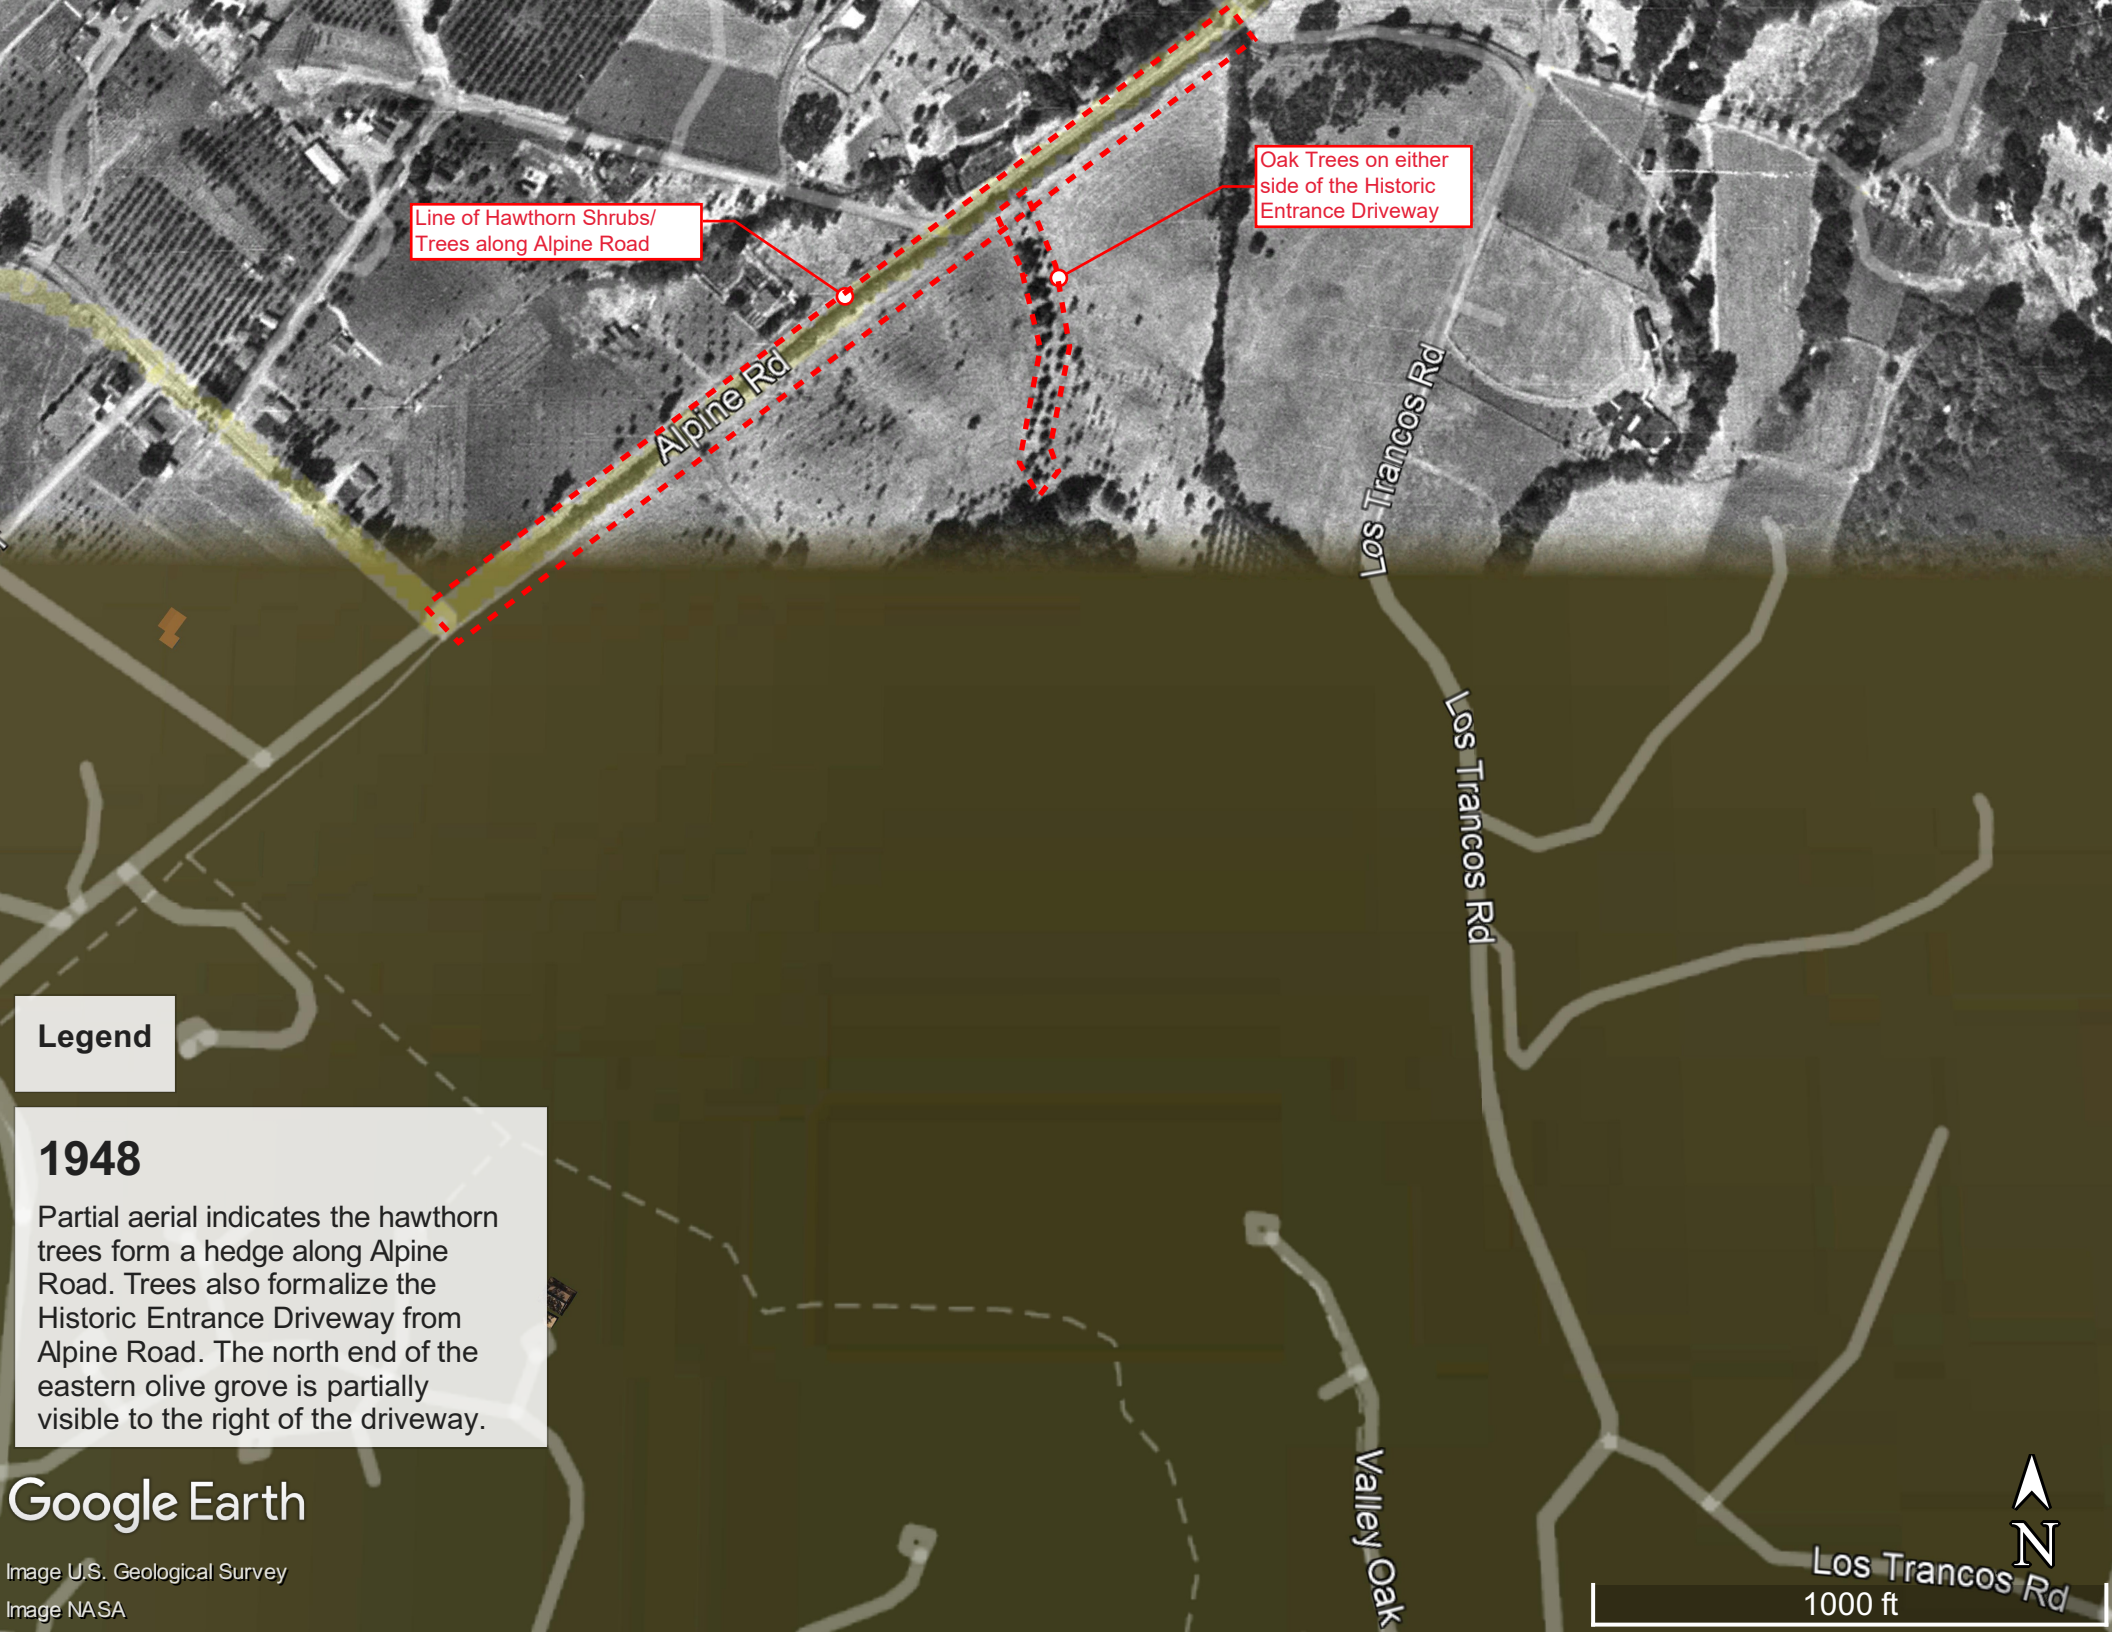 Oak Trees on either
side of the Historic
Entrance Driveway
Line of Hawthorn Shrubs/
Trees along Alpine Road
Alpine Rd
Los Trancos Rd
Los Trancos Rd
Legend
1948
Partial aerial indicates the hawthorn
trees form a hedge along Alpine
Road. Trees also formalize the
Historic Entrance Driveway from
Alpine Road. The north end of the
eastern olive grove is partially
visible to the right of the driveway.
Valley Oak
Google Earth
Image U.S. Geological Survey
Image NASA
N
Los Trancos Rd
1000 ft